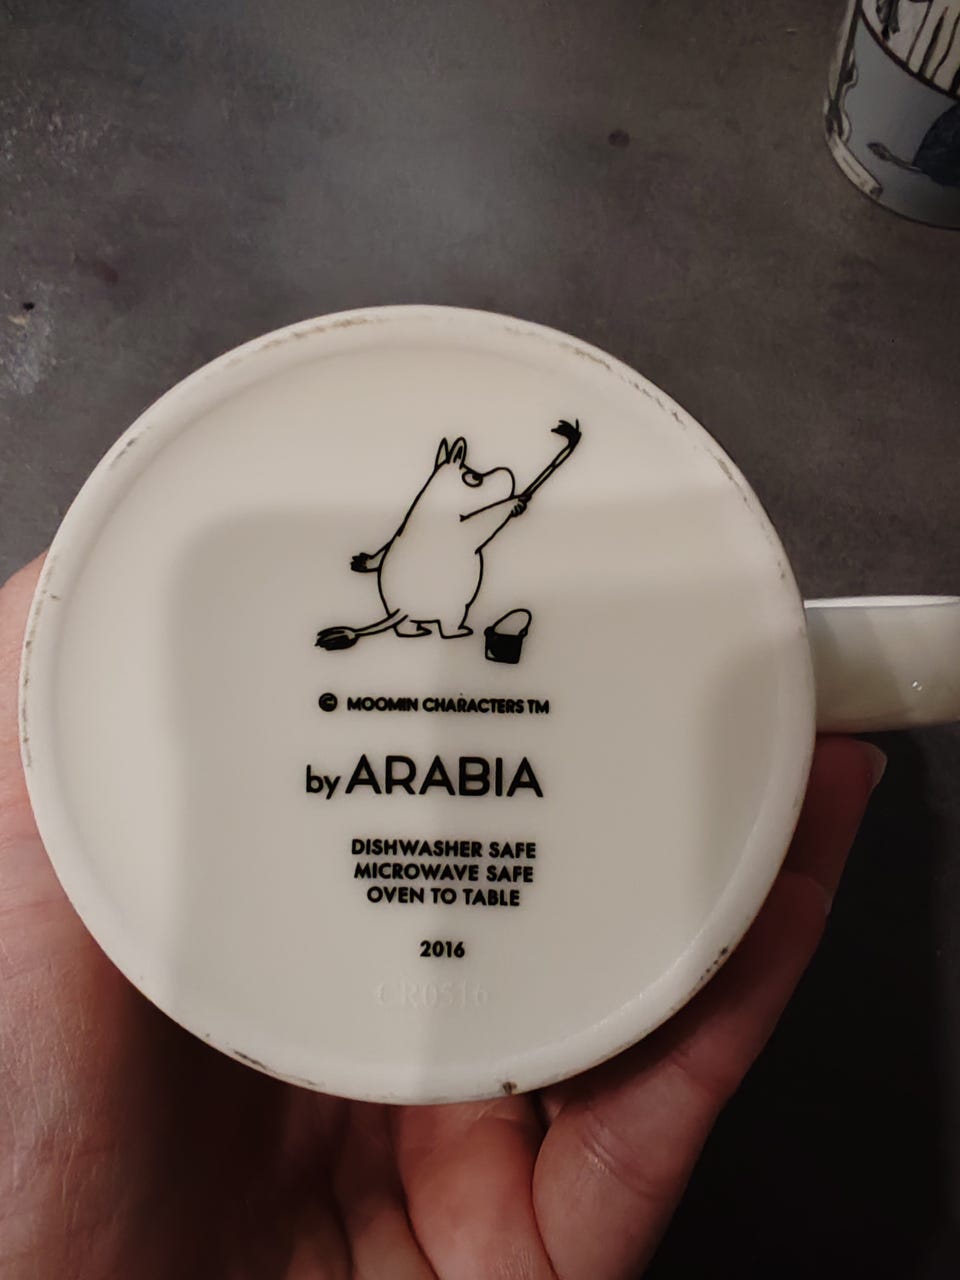 © MOOMIN CHARACTERS TM
by ARABIA
DISHWASHER SAFE
MICROWAVE SAFE
OVEN TO TABLE
2016